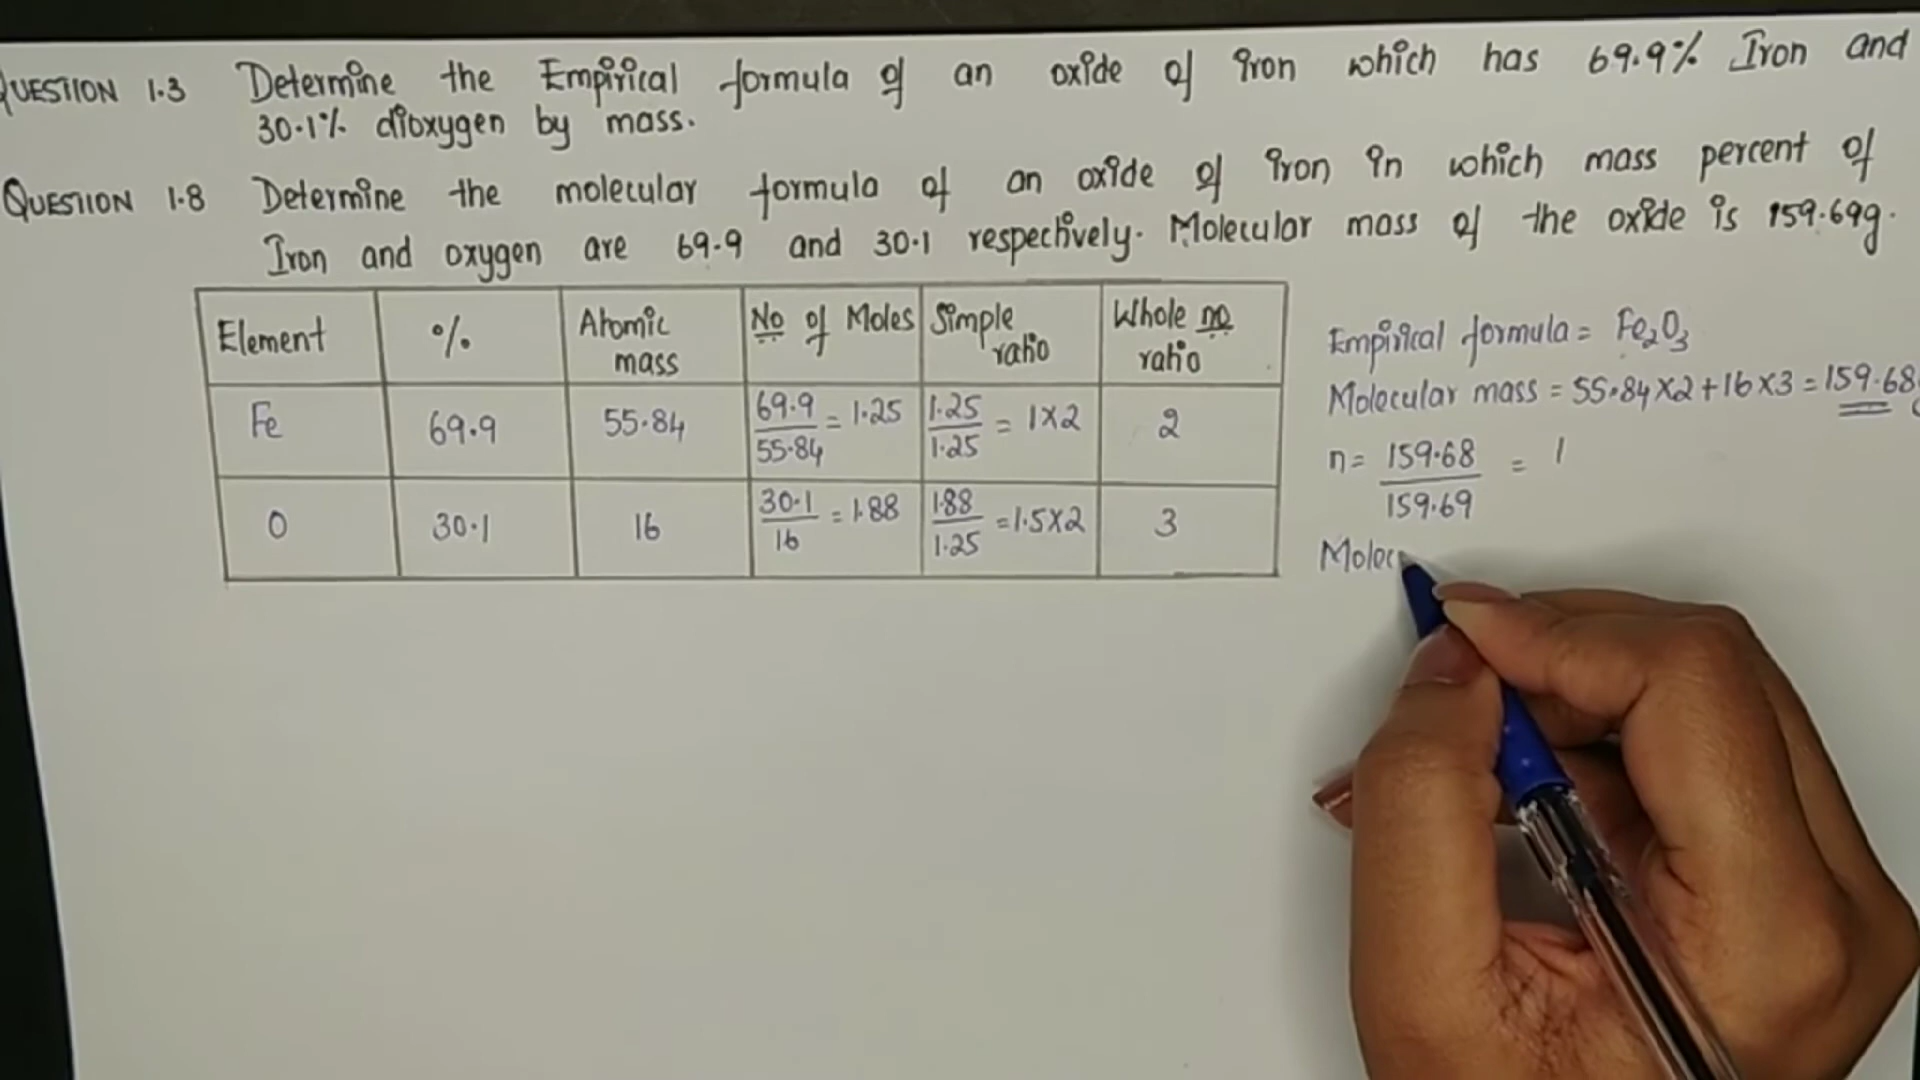 QUESTION 1.3 Determine the Empirical formula of an oxide of iron which has 69.9% Iron and
30.1% dioxygen by mass.
QUESTION 1.8 Determine the molecular formula of an oxide of iron in which mass percent of
Iron and oxygen are 69.9 and 30.1 respectively. Molecular mass of the oxide is 159.69g.
Element % Atomic mass No of Moles Simple ratio Whole no ratio
Fe 69.9 55.84 69.9/55.84 = 1.25 1.25/1.25 = 1×2 2
O 30.1 16 30.1/16 = 1.88 1.88/1.25 = 1.5×2 3
Empirical formula = Fe₂O₃
Molecular mass = 55.84×2+16×3 = 159.68
n = 159.68/159.69 = 1
Molec